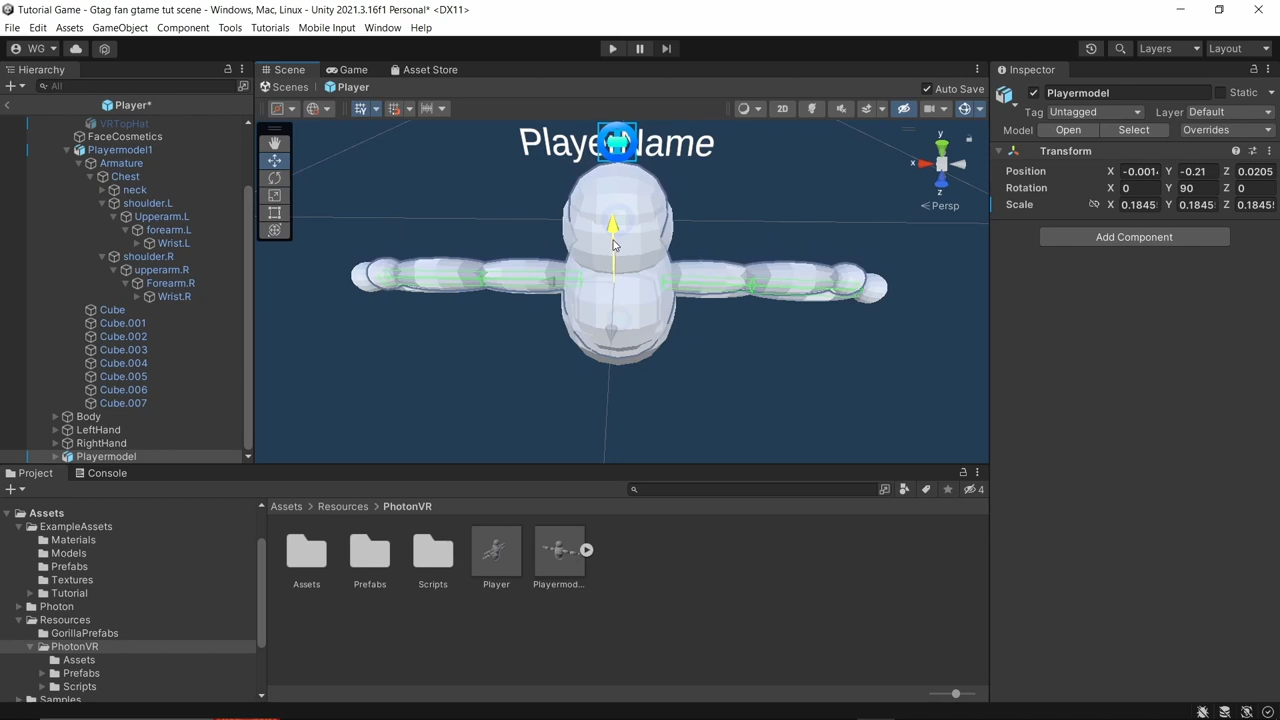 Tutorial Game - Gtag fan gtame tut scene - Windows, Mac, Linux - Unity 2021.3.16f1 Personal* <DX11>
File Edit Assets GameObject Component Tools Tutorials Mobile Input Window Help
WG Layers Layout
Hierarchy Scene Game Asset Store Inspector
All Scenes Player Playermodel Static
Player* Auto Save Tag Untagged Layer Default
2D Model Open Select Overrides
VRTopHat
FaceCosmetics
Playermodel1
Armature
Chest
neck
shoulder.L
Upperarm.L
forearm.L
Wrist.L
shoulder.R
upperarm.R
Forearm.R
Wrist.R
Cube
Cube.001
Cube.002
Cube.003
Cube.004
Cube.005
Cube.006
Cube.007
Body
LeftHand
RightHand
Playermodel
y
x
z
Persp
Transform
Position X -0.001 Y -0.21 Z 0.0205
Rotation X 0 Y 90 Z 0
Scale X 0.1845 Y 0.1845 Z 0.1845
Add Component
Project Console
4
Assets
ExampleAssets
Materials
Models
Prefabs
Textures
Tutorial
Photon
Resources
GorillaPrefabs
PhotonVR
Assets
Prefabs
Scripts
Samples
Assets > Resources > PhotonVR
Assets Prefabs Scripts Player Playermod...